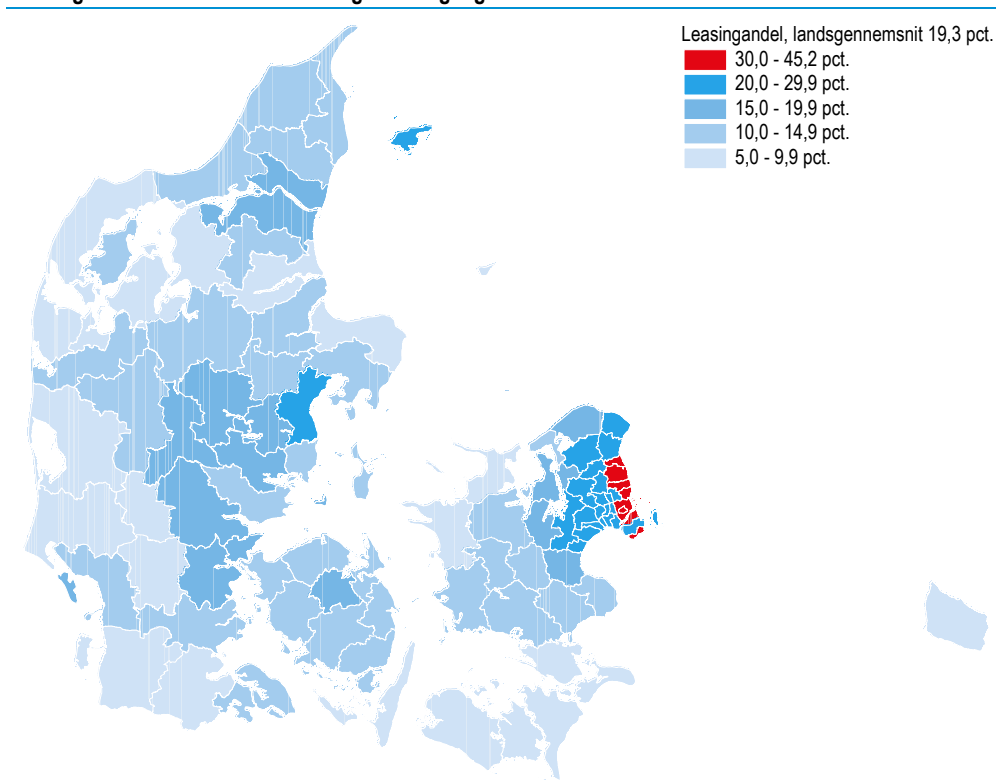 Leasingandel, landsgennemsnit 19,3 pct.
30,0 - 45,2 pct.
20,0 - 29,9 pct.
15,0 - 19,9 pct.
10,0 - 14,9 pct.
5,0 - 9,9 pct.